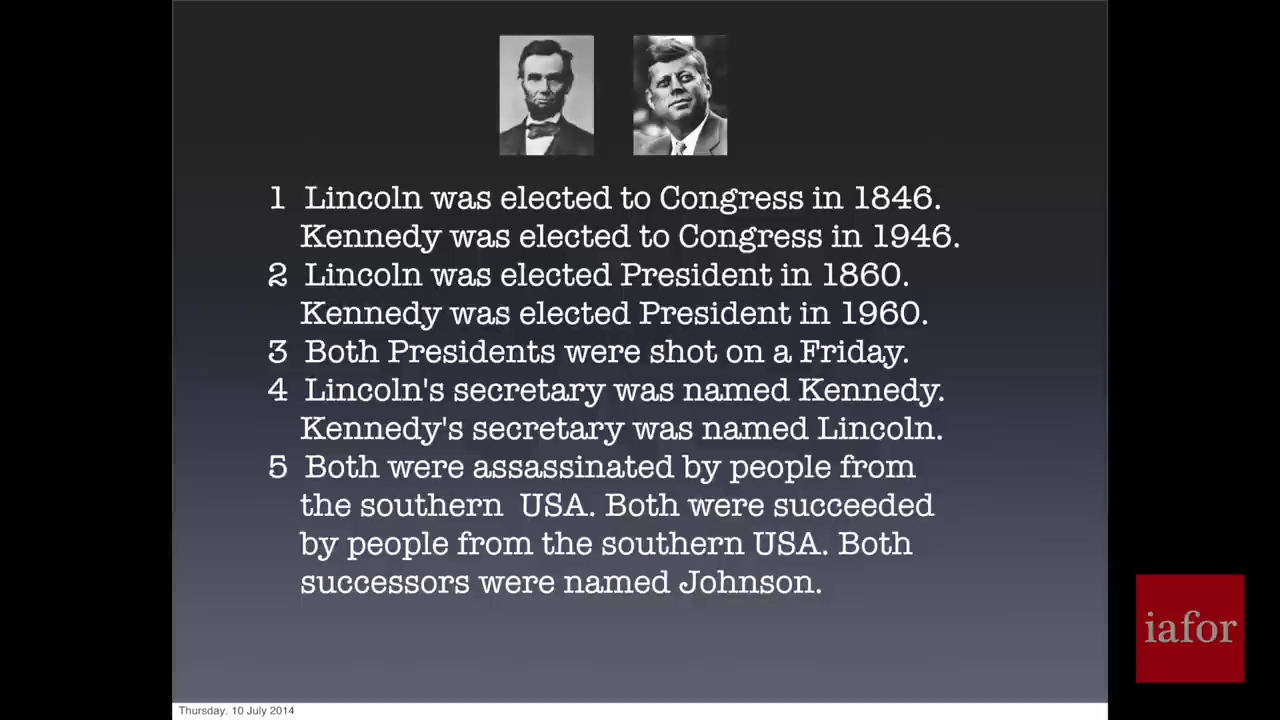 1 Lincoln was elected to Congress in 1846.
Kennedy was elected to Congress in 1946.
2 Lincoln was elected President in 1860.
Kennedy was elected President in 1960.
3 Both Presidents were shot on a Friday.
4 Lincoln's secretary was named Kennedy.
Kennedy's secretary was named Lincoln.
5 Both were assassinated by people from
the southern USA. Both were succeeded
by people from the southern USA. Both
successors were named Johnson.
iafor
Thursday, 10 July 2014